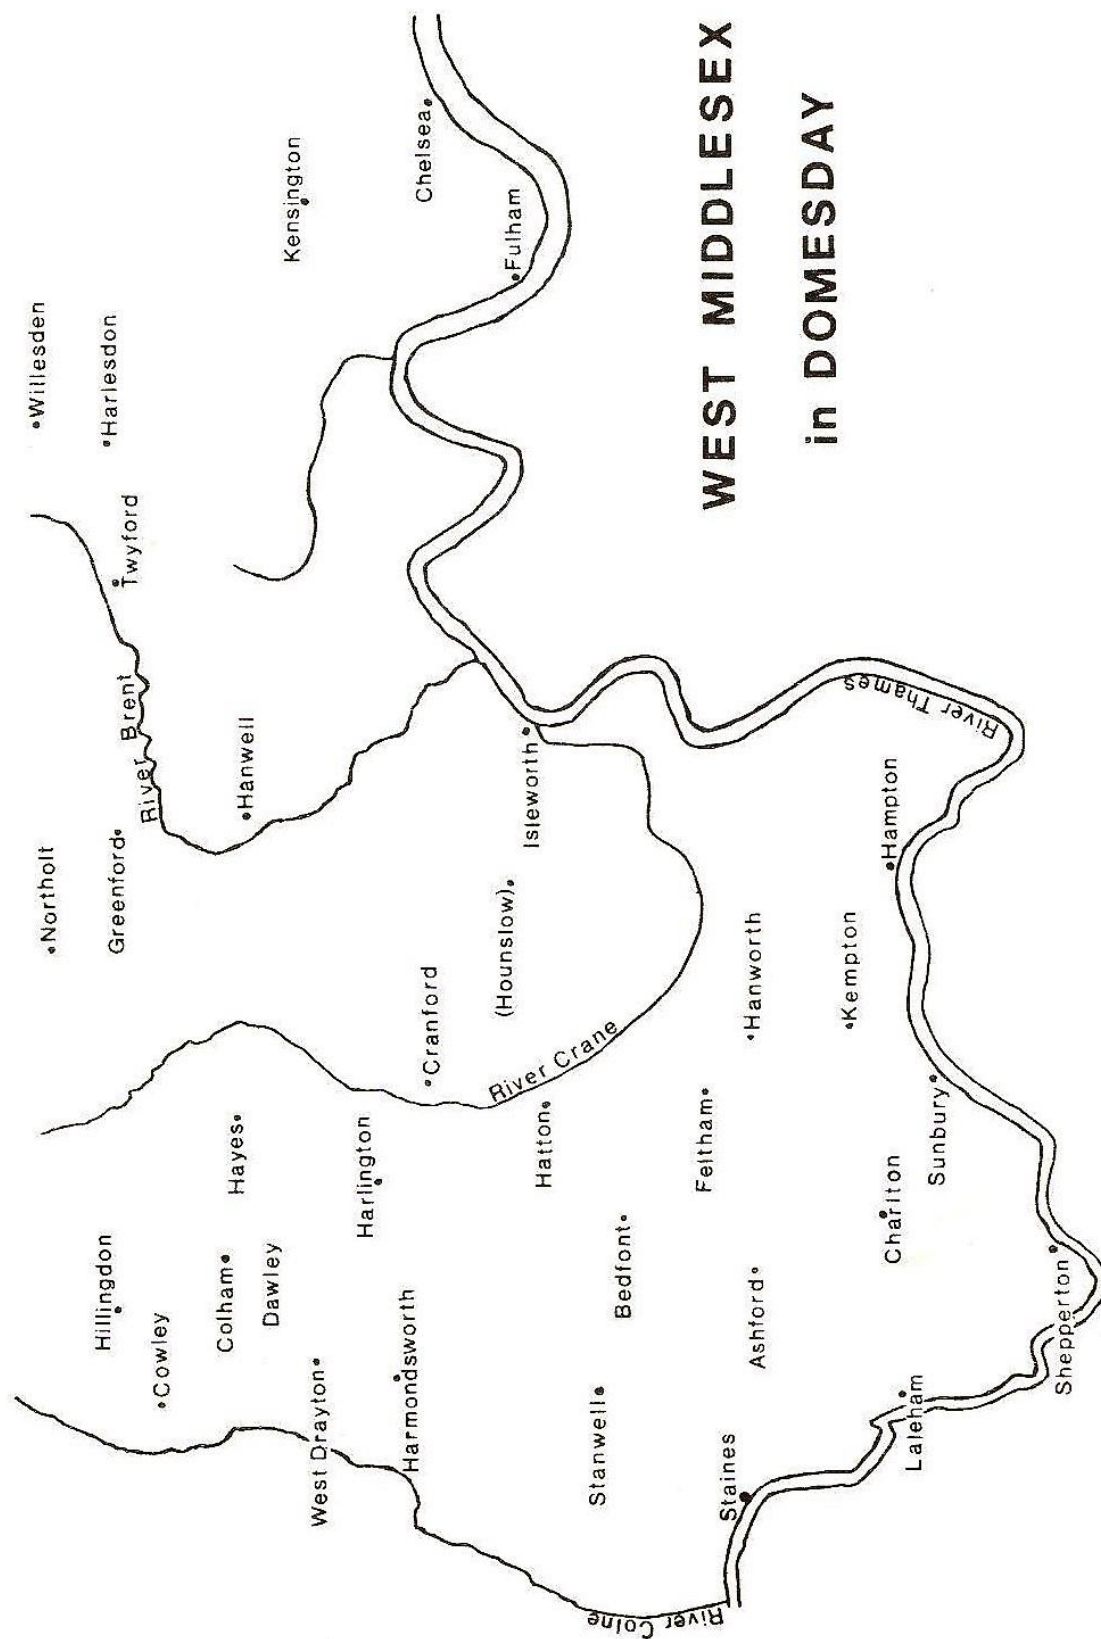 WEST MIDDLESEX
in DOMESDAY
Willesden
Harlesdon
Twyford
Kensington
Chelsea
Fulham
Northolt
Greenford
River Brent
Hanwell
Isleworth
(Hounslow)
Cranford
River Crane
Hillingdon
Cowley
Colham
Dawley
Hayes
West Drayton
Harlington
Harmondsworth
Hatton
Bedfont
Stanwell
Feltham
Hanworth
Ashford
Staines
River Colne
Kempton
Hampton
River Thames
Charlton
Sunbury
Laleham
Shepperton